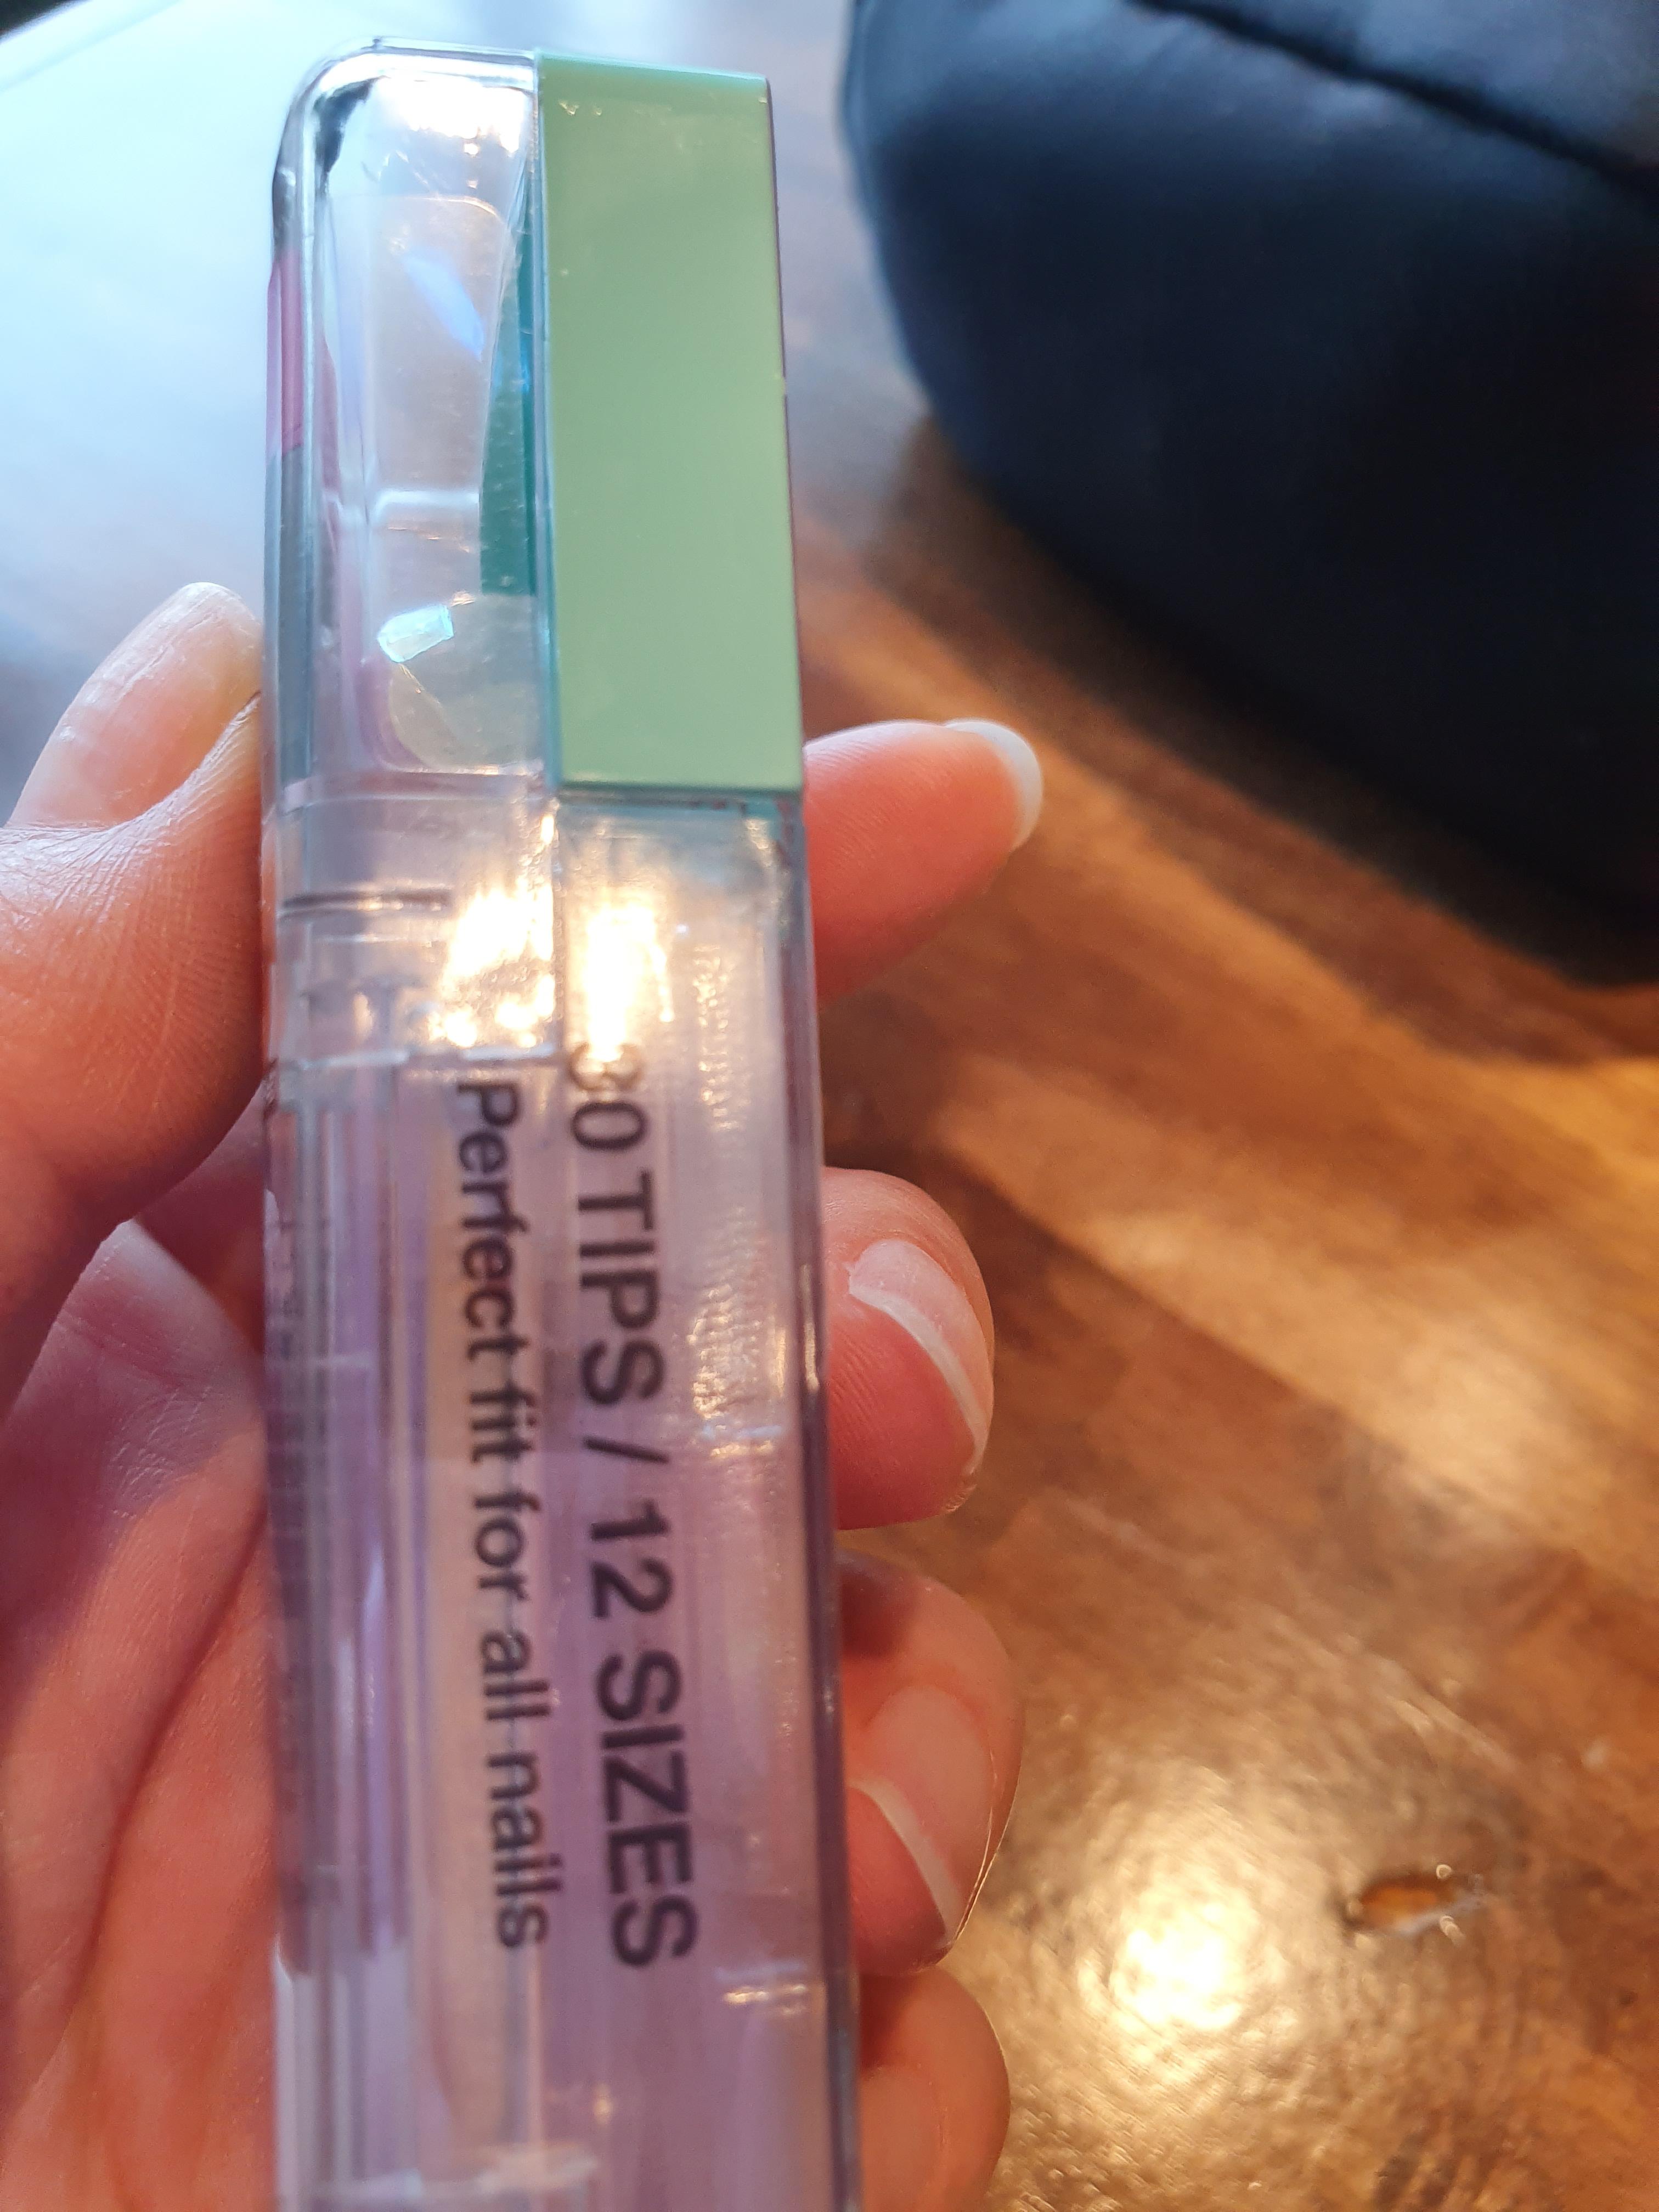 30 TIPS / 12 SIZES
Perfect fit for all nails